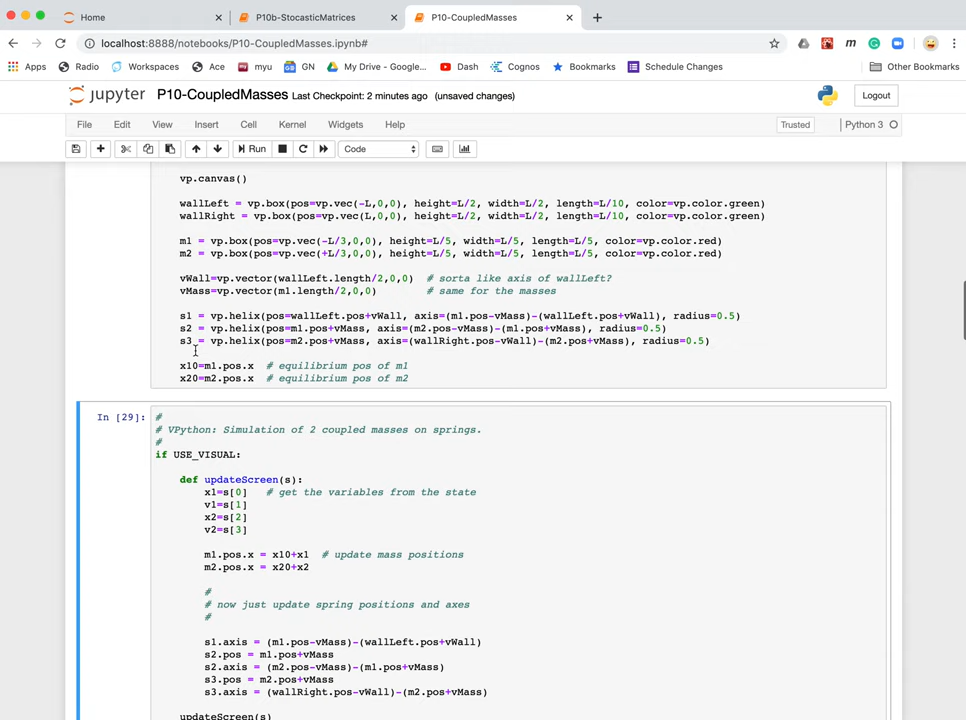 Home
P10b-StocasticMatrices
P10-CoupledMasses
localhost:8888/notebooks/P10-CoupledMasses.ipynb#
Apps Radio Workspaces Ace myu GN My Drive - Google... Dash Cognos Bookmarks Schedule Changes Other Bookmarks
jupyter P10-CoupledMasses Last Checkpoint: 2 minutes ago (unsaved changes) Logout
File Edit View Insert Cell Kernel Widgets Help Trusted Python 3
Run Code
vp.canvas()
wallLeft = vp.box(pos=vp.vec(-L,0,0), height=L/2, width=L/2, length=L/10, color=vp.color.green)
wallRight = vp.box(pos=vp.vec(L,0,0), height=L/2, width=L/2, length=L/10, color=vp.color.green)
m1 = vp.box(pos=vp.vec(-L/3,0,0), height=L/5, width=L/5, length=L/5, color=vp.color.red)
m2 = vp.box(pos=vp.vec(+L/3,0,0), height=L/5, width=L/5, length=L/5, color=vp.color.red)
vWall=vp.vector(wallLeft.length/2,0,0) # sorta like axis of wallLeft?
vMass=vp.vector(m1.length/2,0,0) # same for the masses
s1 = vp.helix(pos=wallLeft.pos+vWall, axis=(m1.pos-vMass)-(wallLeft.pos+vWall), radius=0.5)
s2 = vp.helix(pos=m1.pos+vMass, axis=(m2.pos-vMass)-(m1.pos+vMass), radius=0.5)
s3 = vp.helix(pos=m2.pos+vMass, axis=(wallRight.pos-vWall)-(m2.pos+vMass), radius=0.5)
x10=m1.pos.x # equilibrium pos of m1
x20=m2.pos.x # equilibrium pos of m2
In [29]: #
# VPython: Simulation of 2 coupled masses on springs.
#
if USE_VISUAL:
def updateScreen(s):
x1=s[0] # get the variables from the state
v1=s[1]
x2=s[2]
v2=s[3]
m1.pos.x = x10+x1 # update mass positions
m2.pos.x = x20+x2
#
# now just update spring positions and axes
#
s1.axis = (m1.pos-vMass)-(wallLeft.pos+vWall)
s2.pos = m1.pos+vMass
s2.axis = (m2.pos-vMass)-(m1.pos+vMass)
s3.pos = m2.pos+vMass
s3.axis = (wallRight.pos-vWall)-(m2.pos+vMass)
updateScreen(s)